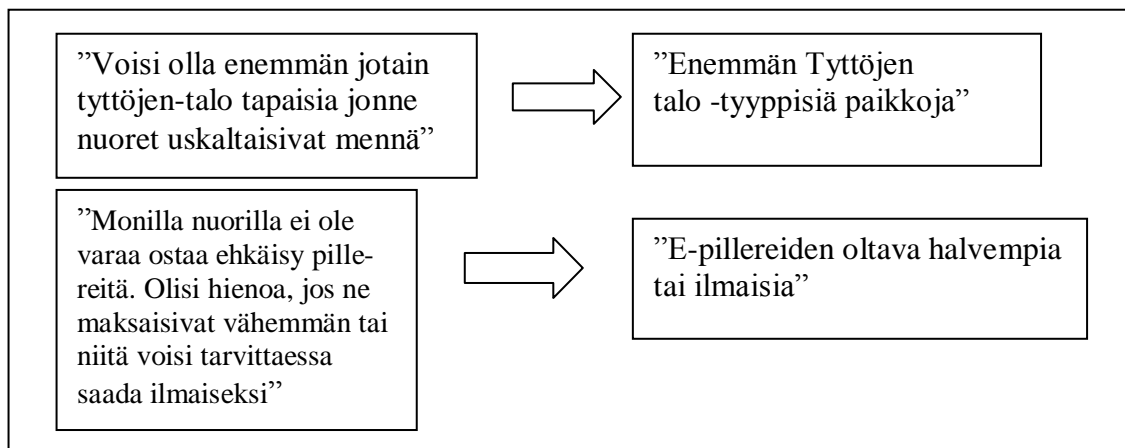 ”Voisi olla enemmän jotain
tyttöjen-talo tapaisia jonne
nuoret uskaltaisivat mennä”
”Enemmän Tyttöjen
talo -tyyppisiä paikkoja”
”Monilla nuorilla ei ole
varaa ostaa ehkäisy pille-
reitä. Olisi hienoa, jos ne
maksaisivat vähemmän tai
niitä voisi tarvittaessa
saada ilmaiseksi”
”E-pillereiden oltava halvempia
tai ilmaisia”